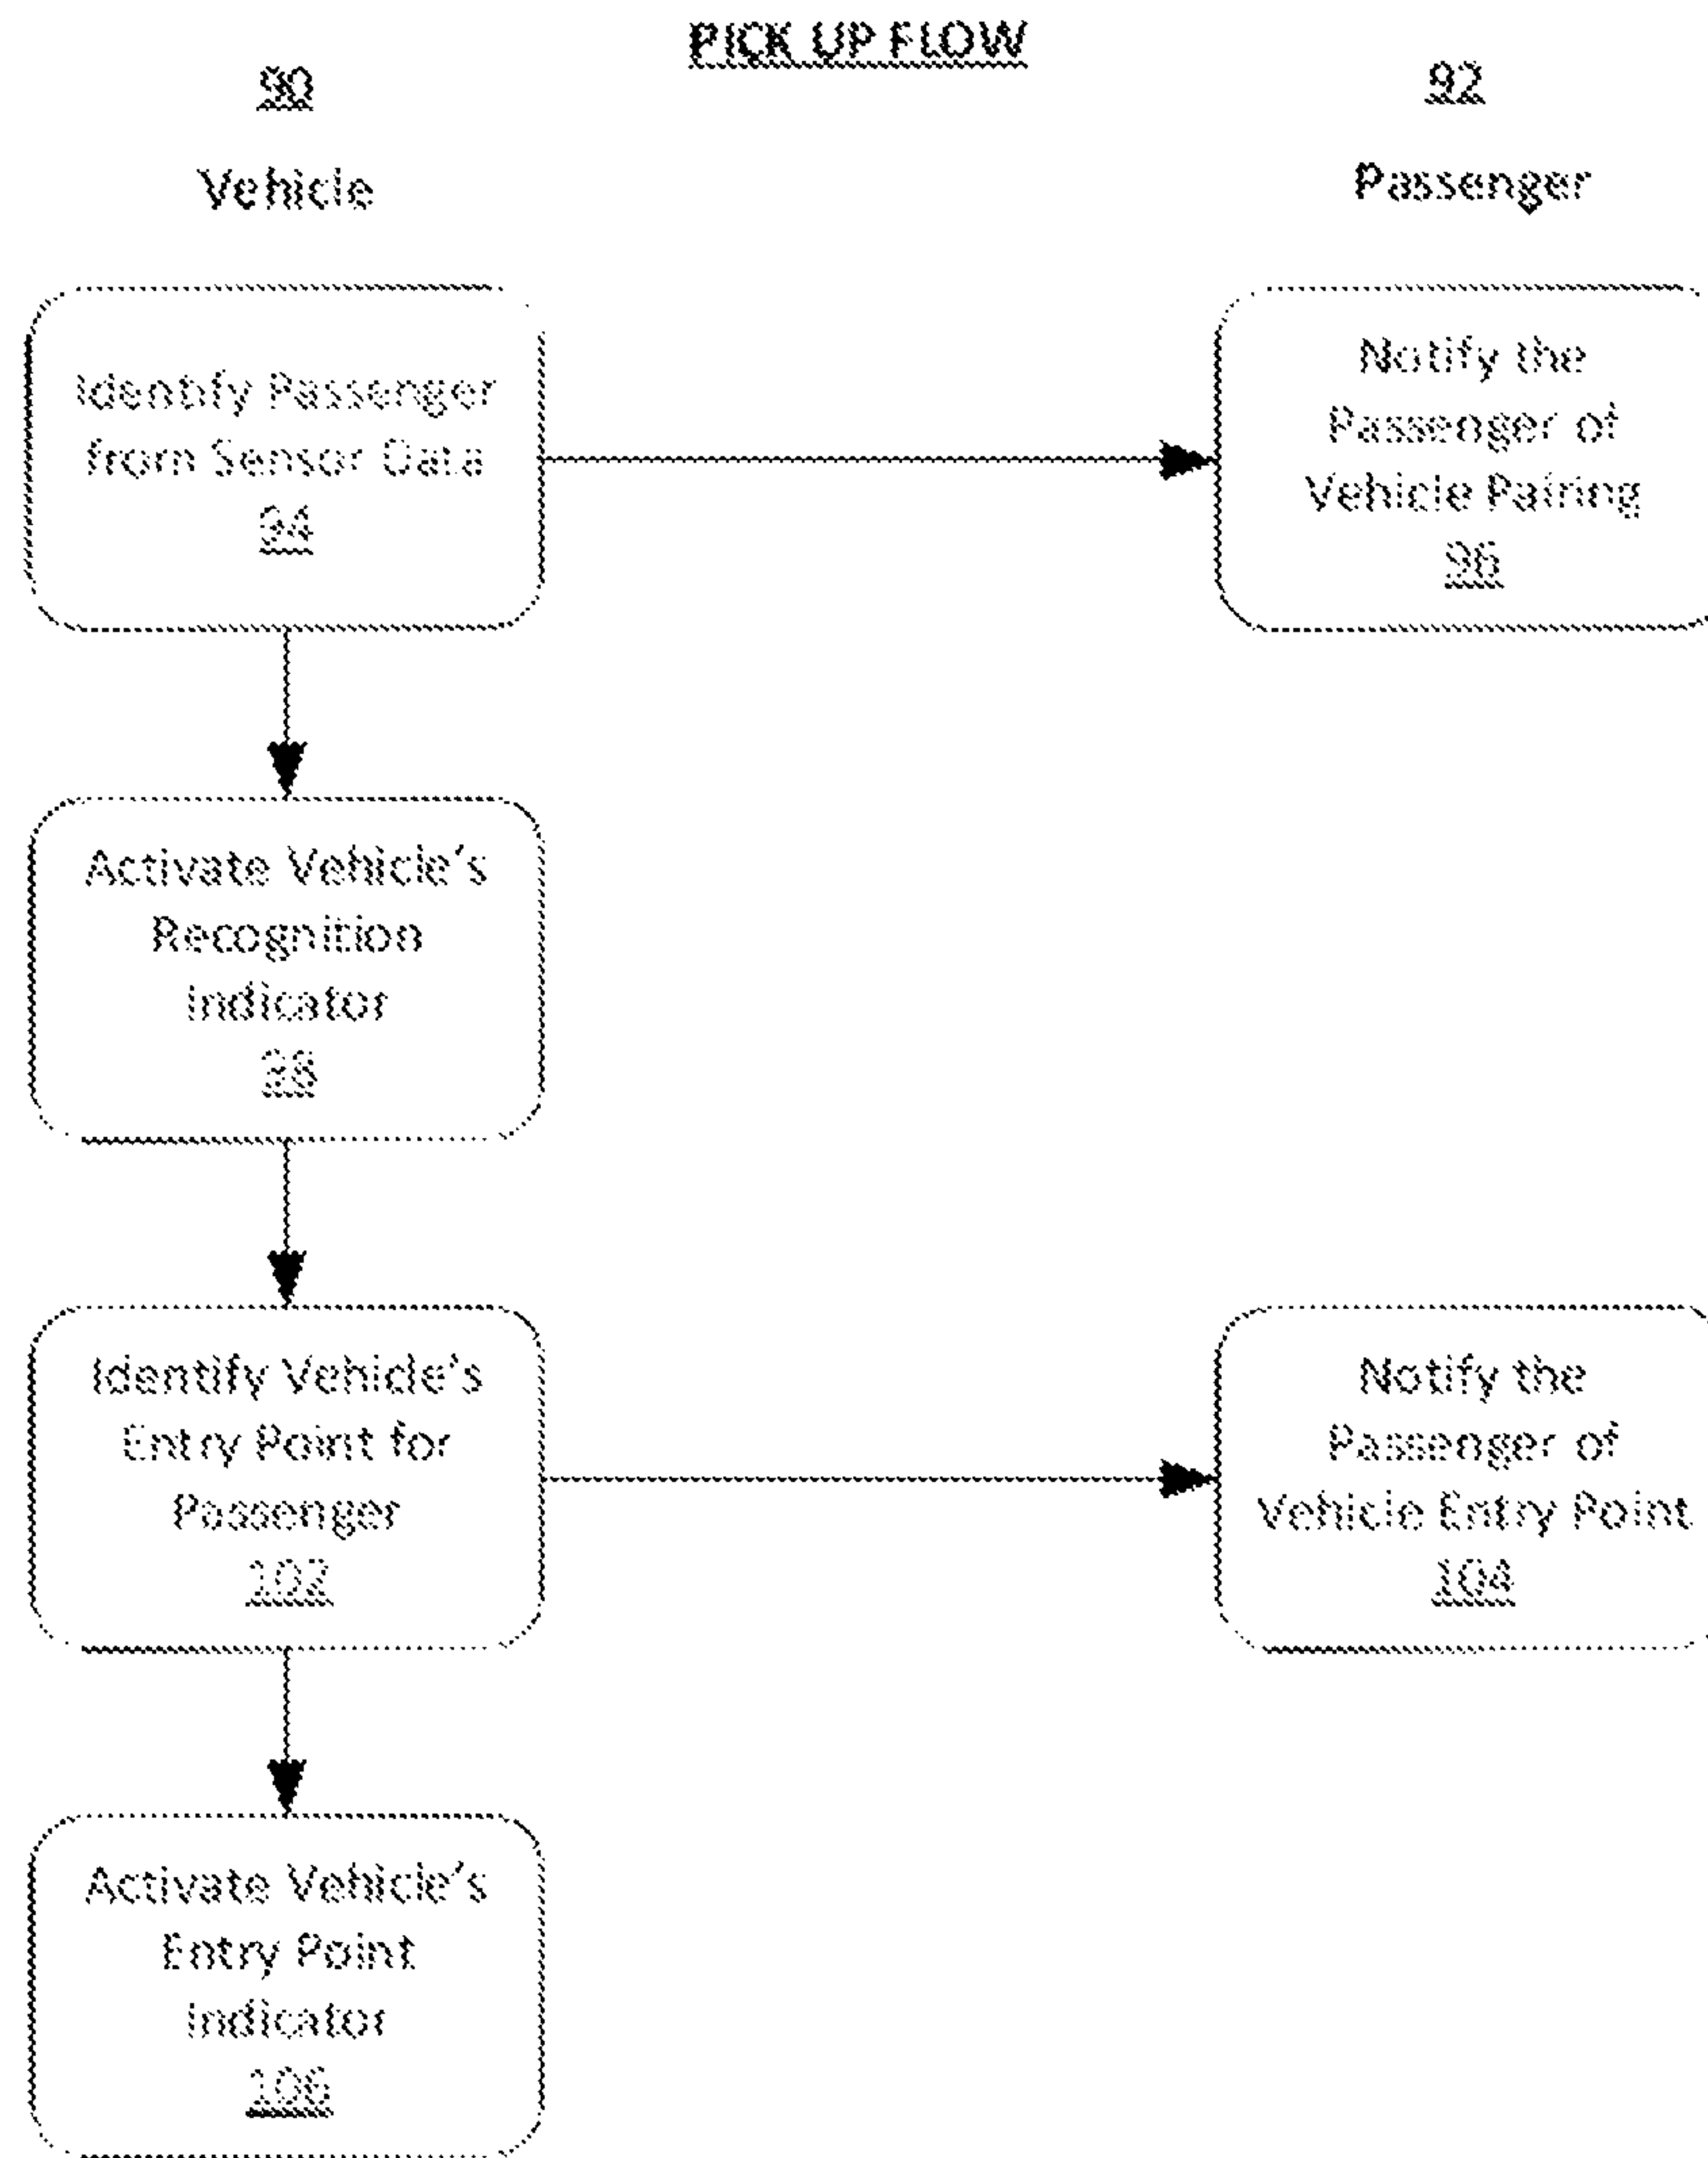 PICK UP FLOW
90
92
Vehicle
Passenger
Identify Passenger
from Sensor Data
94
Notify the
Passenger of
Vehicle Pairing
96
Activate Vehicle's
Recognition
Indicator
98
Identify Vehicle's
Entry Point for
Passenger
102
Notify the
Passenger of
Vehicle Entry Point
104
Activate Vehicle's
Entry Point
Indicator
106